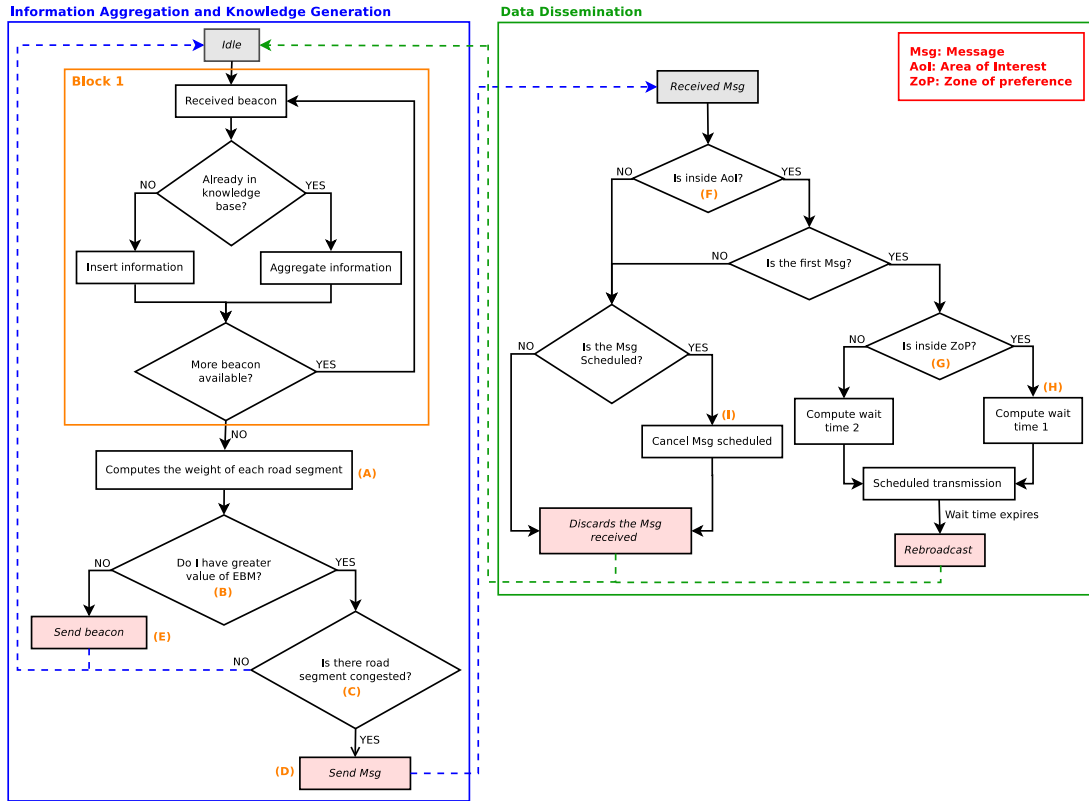 Information Aggregation and Knowledge Generation
Idle
Block 1
Received beacon
Already in
knowledge
base?
NO
YES
Insert information
Aggregate information
More beacon
available?
YES
NO
Computes the weight of each road segment
(A)
Do I have greater
value of EBM?
(B)
NO
YES
Send beacon
(E)
Is there road
segment congested?
(C)
NO
YES
(D)
Send Msg
Data Dissemination
Msg: Message
AoI: Area of Interest
ZoP: Zone of preference
Received Msg
Is inside AoI?
(F)
NO
YES
Is the first Msg?
NO
YES
Is the Msg
Scheduled?
NO
YES
Is inside ZoP?
(G)
NO
YES
(H)
(I)
Cancel Msg scheduled
Compute wait
time 2
Compute wait
time 1
Scheduled transmission
Wait time expires
Discards the Msg
received
Rebroadcast